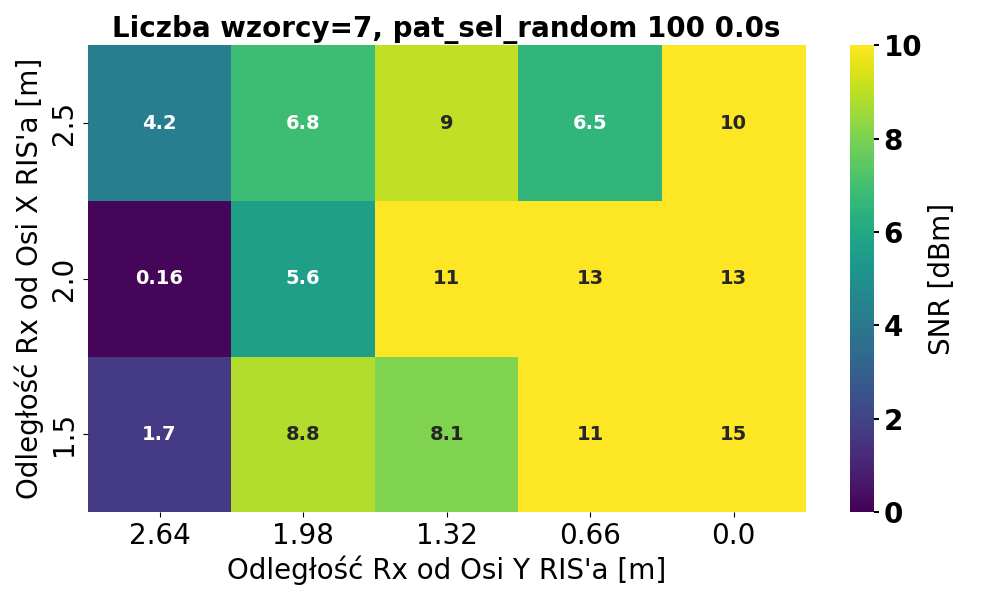 Liczba wzorcy=7, pat_sel_random 100 0.0s
Odległość Rx od Osi X RIS'a [m]
2.5
4.2 6.8 9 6.5 10
2.0
0.16 5.6 11 13 13
1.5
1.7 8.8 8.1 11 15
2.64 1.98 1.32 0.66 0.0
Odległość Rx od Osi Y RIS'a [m]
10
8
6
4
2
0
SNR [dBm]